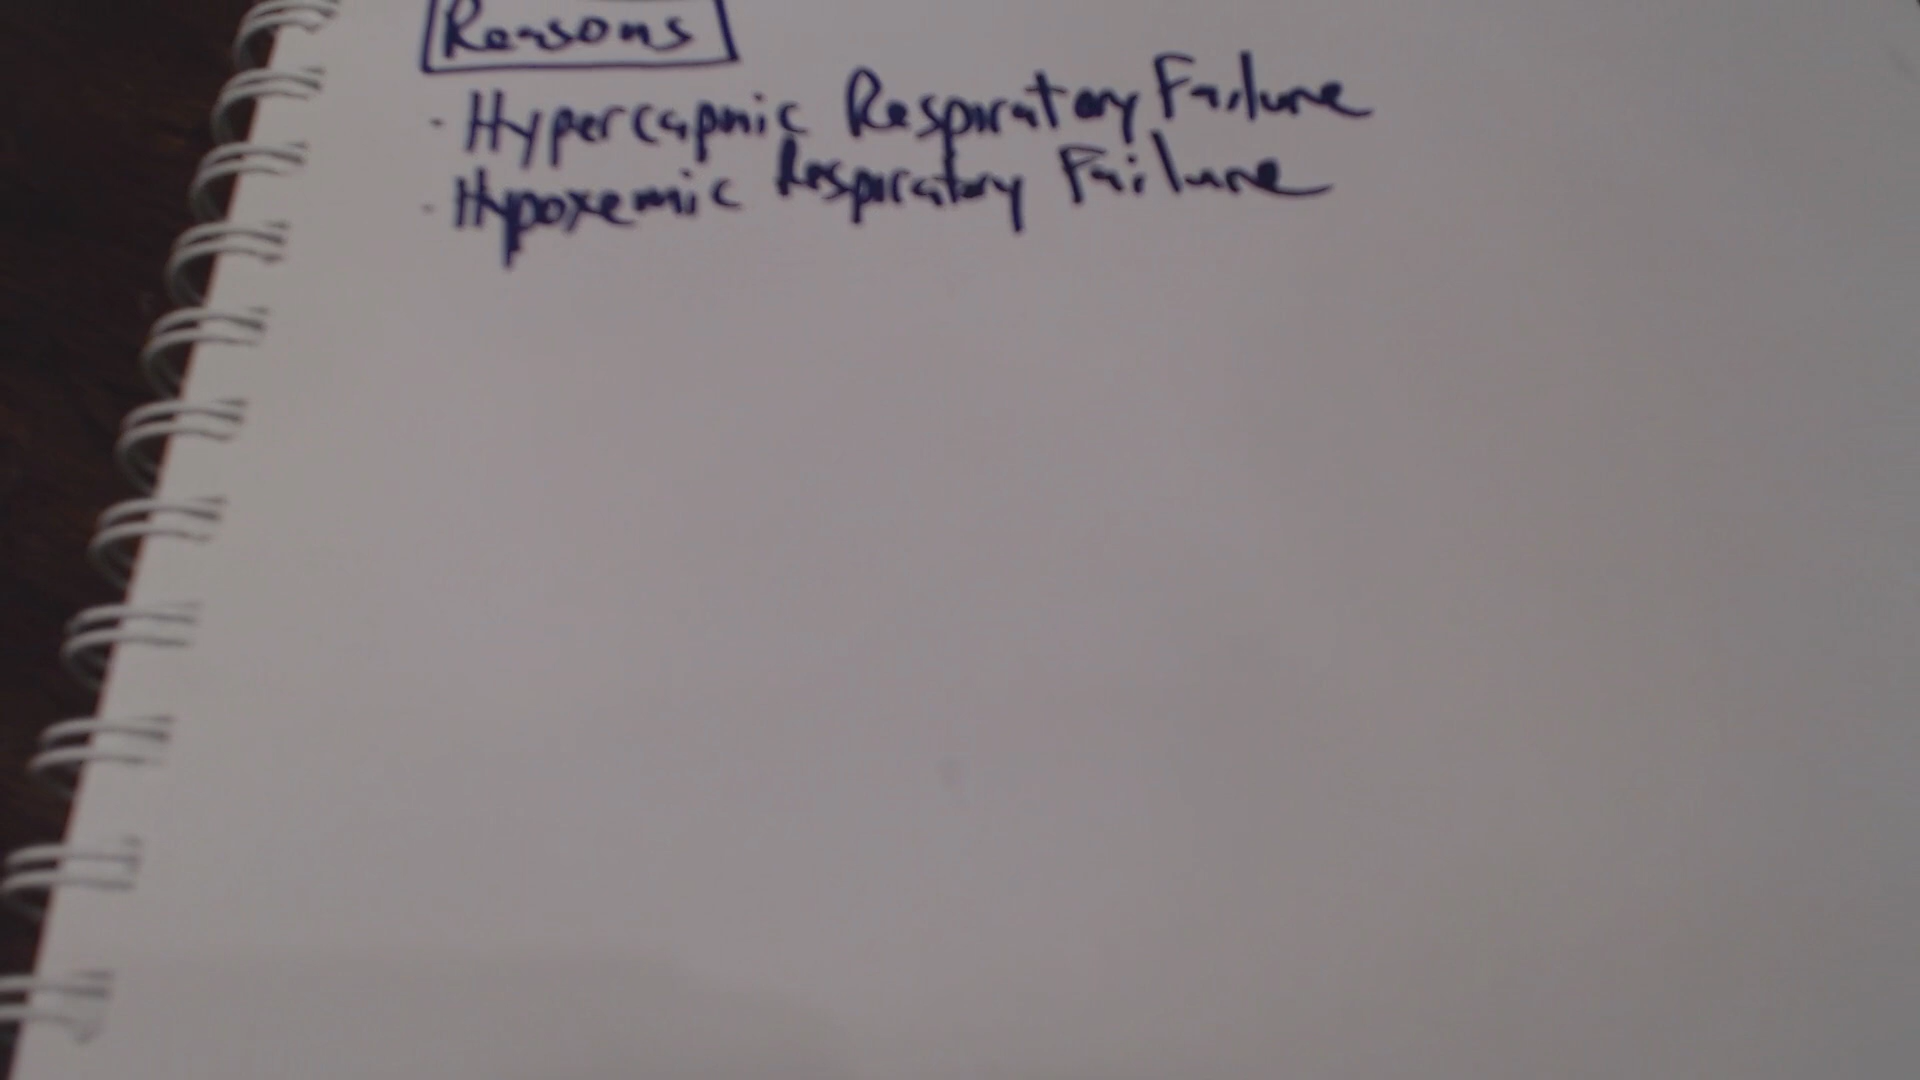 Reasons
· Hypercapnic Respiratory Failure
· Hypoxemic Respiratory Failure